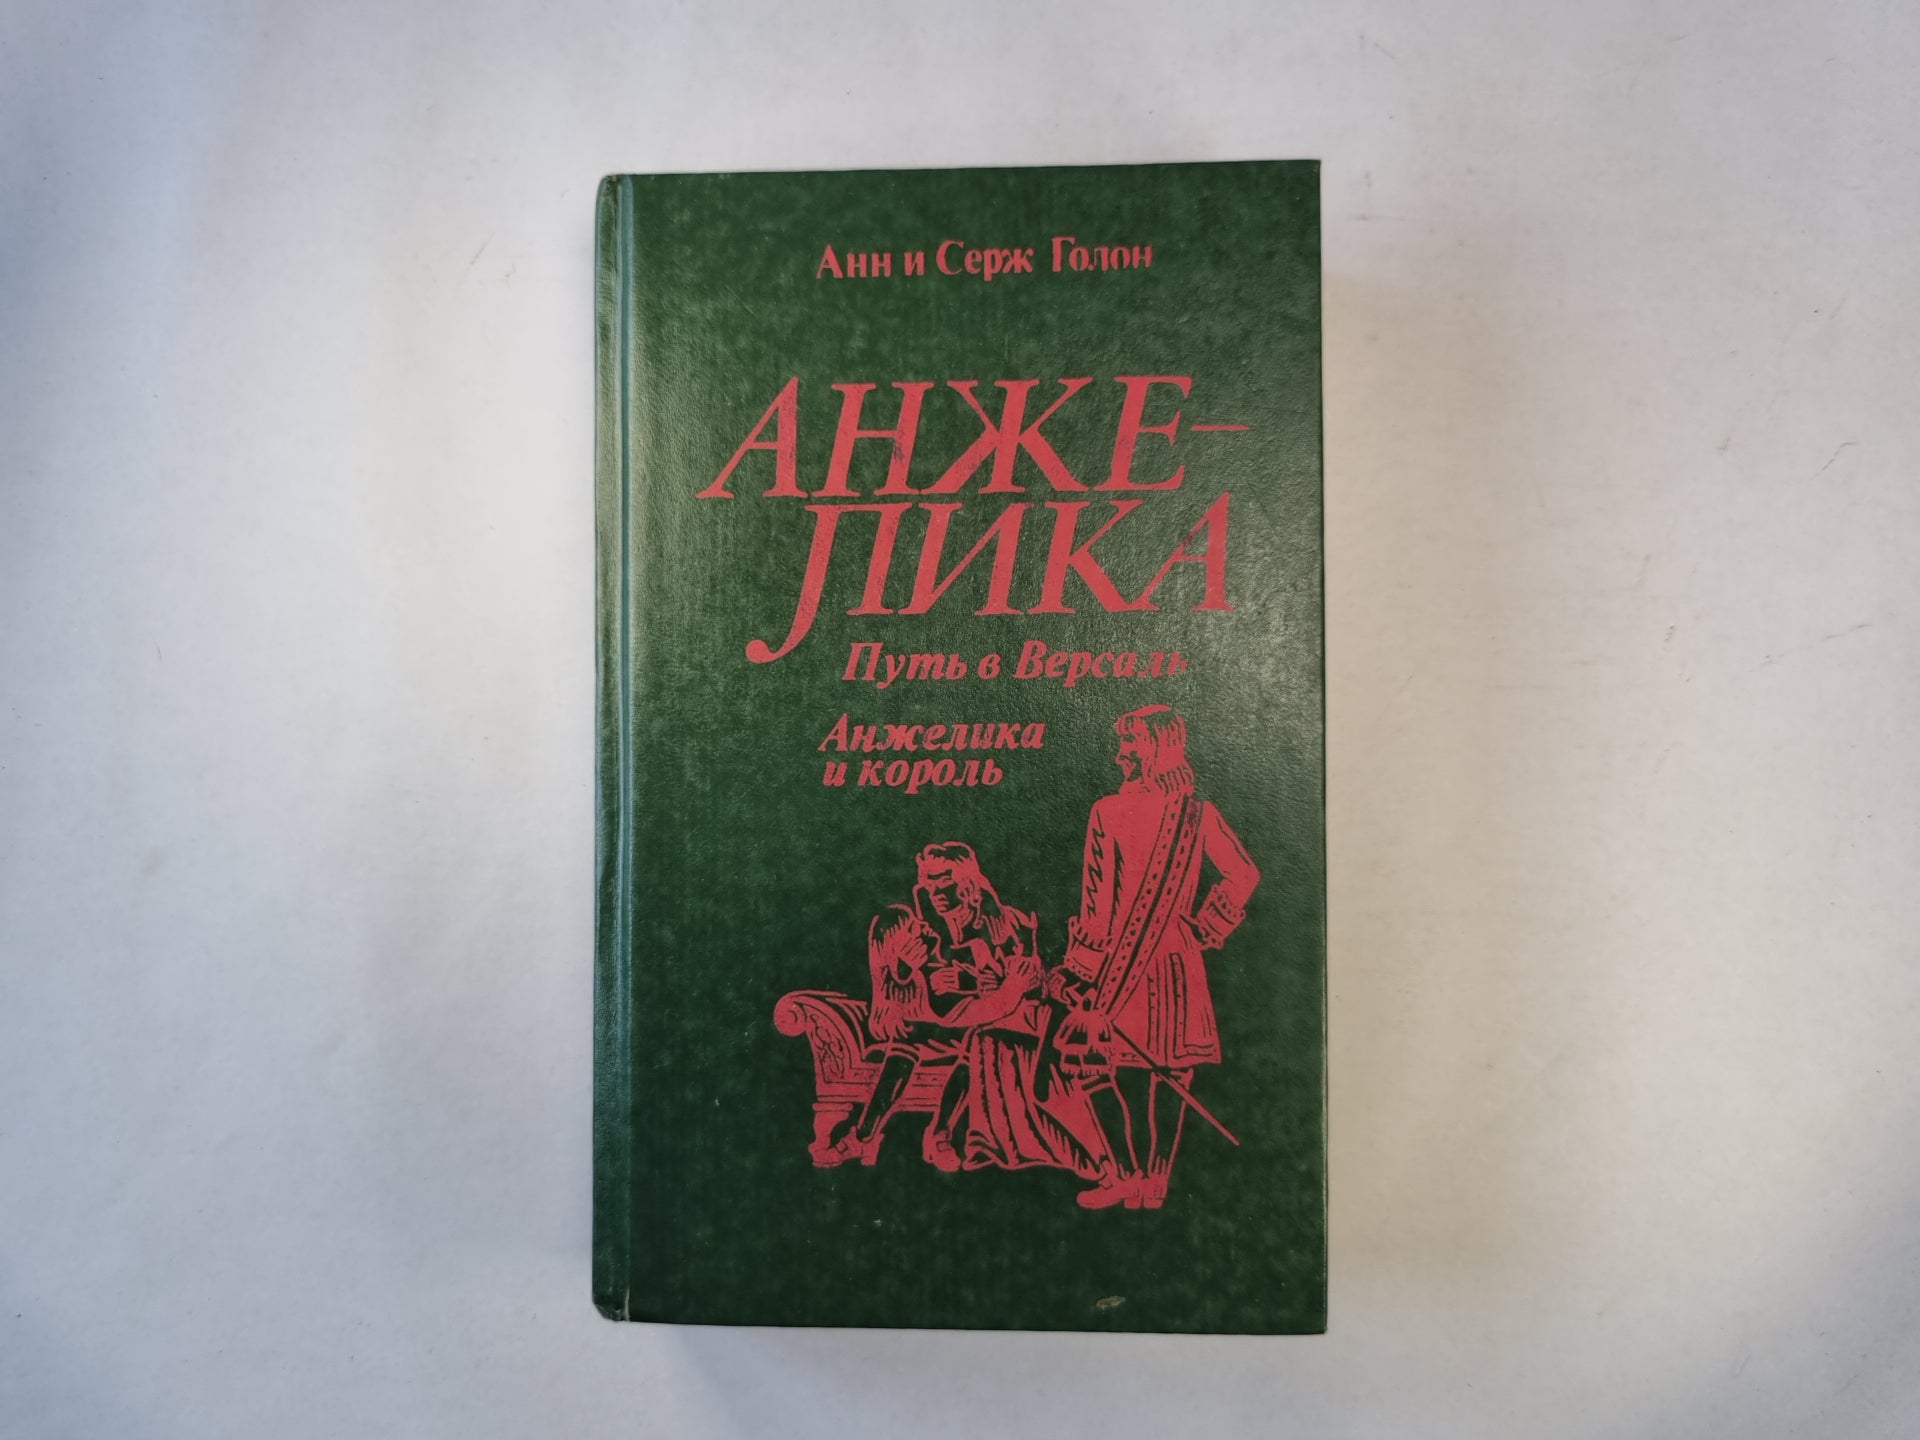 Анн и Серж Голон
АНЖЕ-
ЛИКА
Путь в Версаль
Анжелика
и король